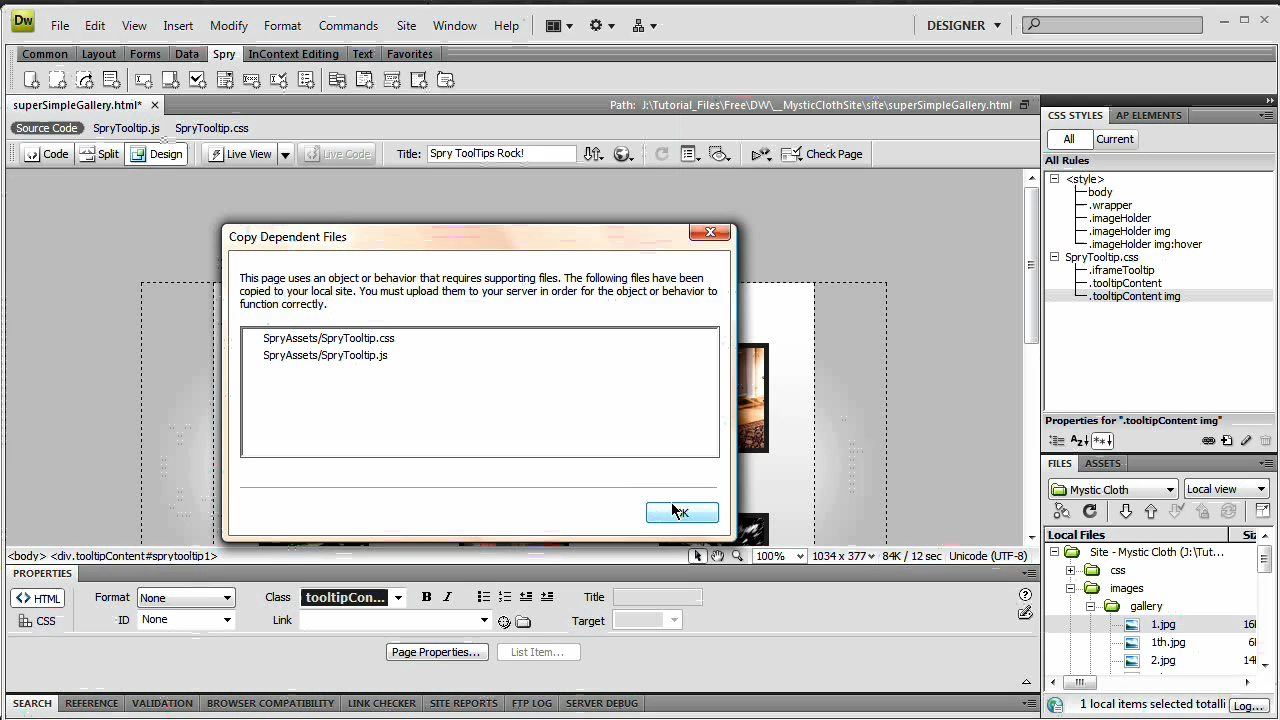 Dw File Edit View Insert Modify Format Commands Site Window Help DESIGNER
Common Layout Forms Data Spry InContext Editing Text Favorites
superSimpleGallery.html* Path: J:\Tutorial_Files\Free\DW\__MysticClothSite\site\superSimpleGallery.html
Source Code SpryTooltip.js SpryTooltip.css
Code Split Design Live View Live Code Title: Spry ToolTips Rock! Check Page
Copy Dependent Files
This page uses an object or behavior that requires supporting files. The following files have been
copied to your local site. You must upload them to your server in order for the object or behavior to
function correctly.
SpryAssets/SpryTooltip.css
SpryAssets/SpryTooltip.js
OK
<body> <div.tooltipContent#sprytooltip1> 100% 1034 x 377 84K / 12 sec Unicode (UTF-8)
PROPERTIES
HTML Format None Class tooltipCon... B I Title
CSS ID None Link Target
Page Properties... List Item...
SEARCH REFERENCE VALIDATION BROWSER COMPATIBILITY LINK CHECKER SITE REPORTS FTP LOG SERVER DEBUG
CSS STYLES AP ELEMENTS
All Current
All Rules
<style>
body
.wrapper
.imageHolder
.imageHolder img
.imageHolder img:hover
SpryTooltip.css
.iframeTooltip
.tooltipContent
.tooltipContent img
Properties for ".tooltipContent img"
FILES ASSETS
Mystic Cloth Local view
Local Files Siz
Site - Mystic Cloth (J:\Tut...
css
images
gallery
1.jpg 16
1th.jpg 6
2.jpg 14
1 local items selected totalli Log...